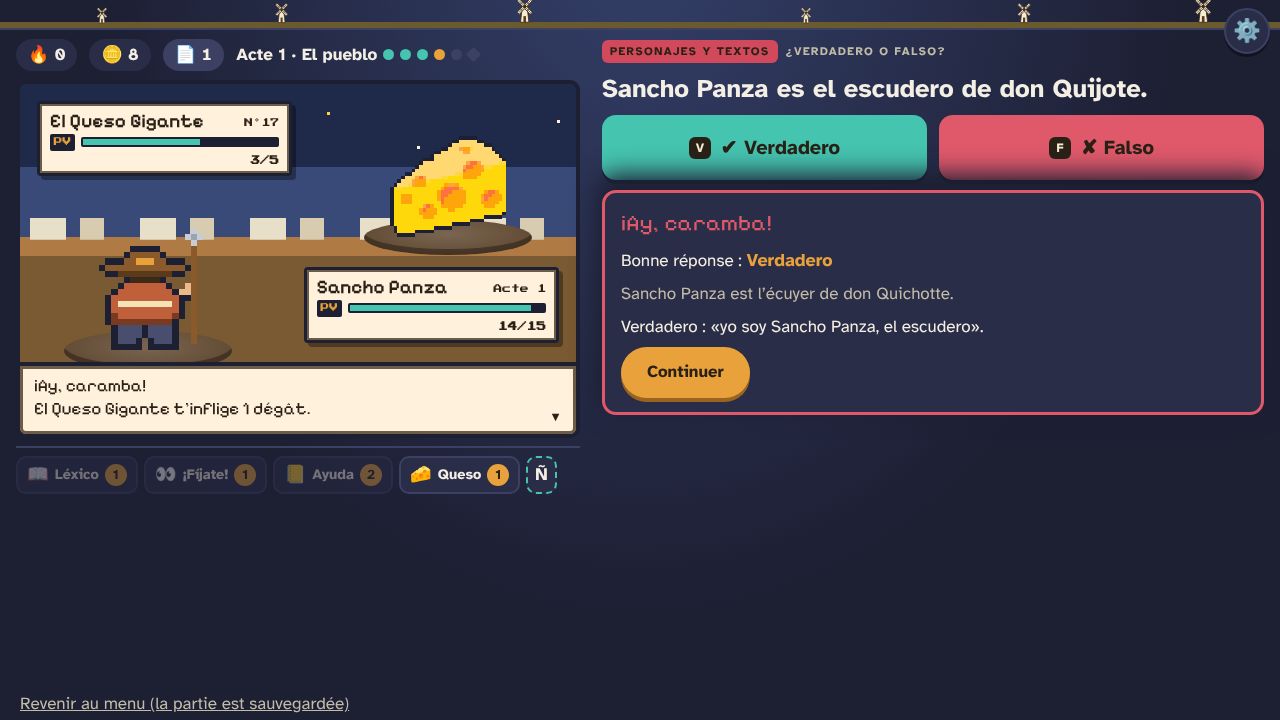 🔥 0 🪙 8 📄 1 Acte 1 · El pueblo
El Queso Gigante N°17
PV
3/5
Sancho Panza Acte 1
PV
14/15
¡Ay, caramba!
El Queso Gigante t'inflige 1 dégât.
▼
📖 Léxico 1 👀 ¡Fíjate! 1 📒 Ayuda 2 🧀 Queso 1 Ñ
PERSONAJES Y TEXTOS ¿VERDADERO O FALSO?
Sancho Panza es el escudero de don Quijote.
V ✔ Verdadero F ✘ Falso
¡Ay, caramba!
Bonne réponse : Verdadero
Sancho Panza est l'écuyer de don Quichotte.
Verdadero : «yo soy Sancho Panza, el escudero».
Continuer
Revenir au menu (la partie est sauvegardée)